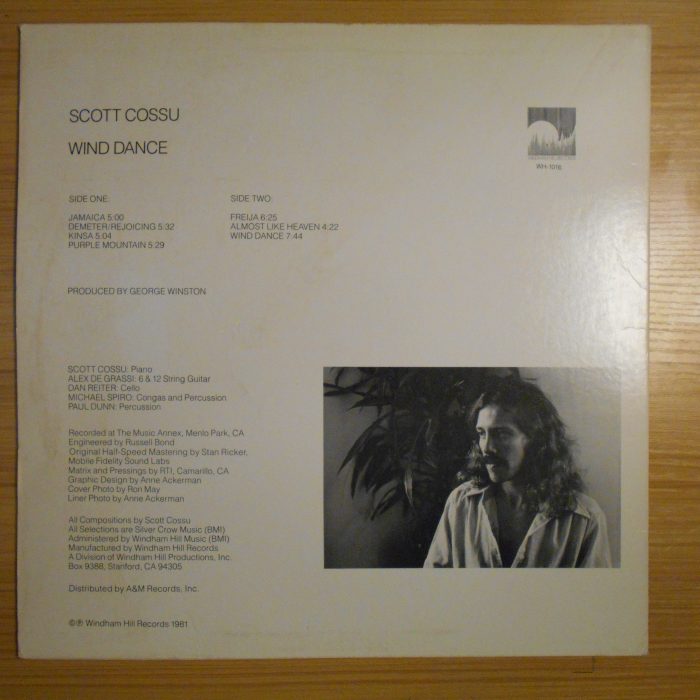 SCOTT COSSU
WIND DANCE
WH-1016
SIDE ONE:
JAMAICA 5:00
DEMETER/REJOICING 5:32
KINSA 5:04
PURPLE MOUNTAIN 5:29
SIDE TWO:
FREIJA 6:25
ALMOST LIKE HEAVEN 4:22
WIND DANCE 7:44
PRODUCED BY GEORGE WINSTON
SCOTT COSSU: Piano
ALEX DE GRASSI: 6 & 12 String Guitar
DAN REITER: Cello
MICHAEL SPIRO: Congas and Percussion
PAUL DUNN: Percussion
Recorded at The Music Annex, Menlo Park, CA
Engineered by Russell Bond
Original Half-Speed Mastering by Stan Ricker,
Mobile Fidelity Sound Labs
Matrix and Pressings by RTI, Camarillo, CA
Graphic Design by Anne Ackerman
Cover Photo by Ron May
Liner Photo by Anne Ackerman
All Compositions by Scott Cossu
All Selections are Silver Crow Music (BMI)
Administered by Windham Hill Music (BMI)
Manufactured by Windham Hill Records
A Division of Windham Hill Productions, Inc.
Box 9388, Stanford, CA 94305
Distributed by A&M Records, Inc.
©℗ Windham Hill Records 1981